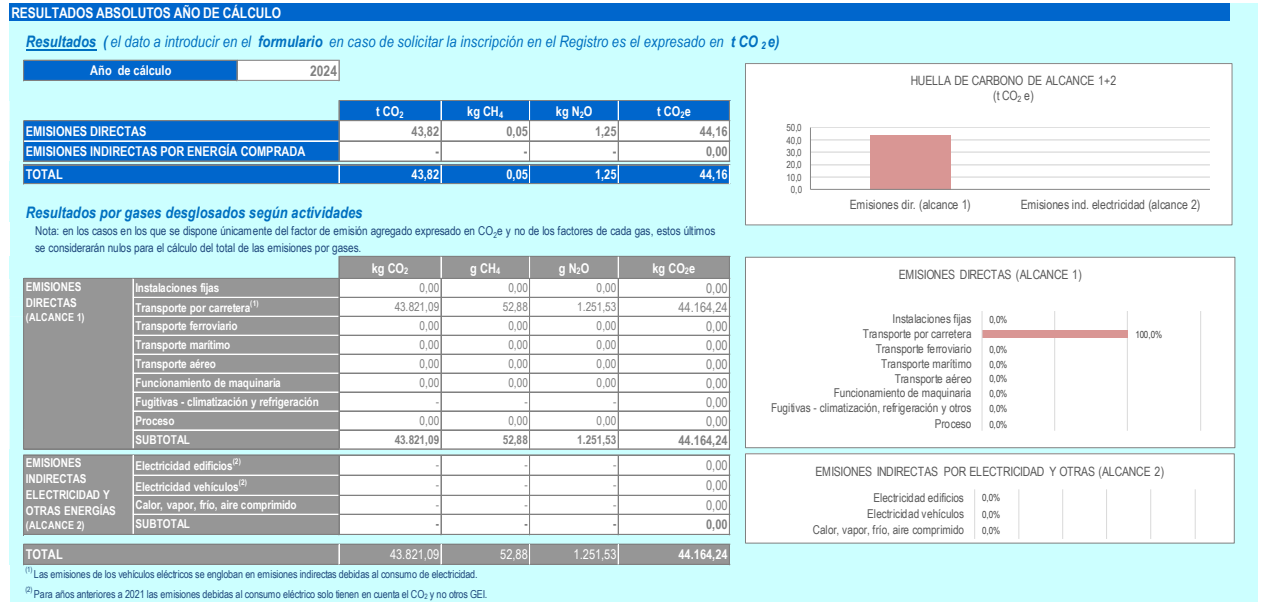 RESULTADOS ABSOLUTOS AÑO DE CÁLCULO
Resultados ( el dato a introducir en el formulario en caso de solicitar la inscripción en el Registro es el expresado en t CO₂e)
Año de cálculo 2024
t CO₂ kg CH₄ kg N₂O t CO₂e
EMISIONES DIRECTAS 43,82 0,05 1,25 44,16
EMISIONES INDIRECTAS POR ENERGÍA COMPRADA - - - 0,00
TOTAL 43,82 0,05 1,25 44,16
HUELLA DE CARBONO DE ALCANCE 1+2
(t CO₂ e)
50,0
40,0
30,0
20,0
10,0
0,0
Emisiones dir. (alcance 1) Emisiones ind. electricidad (alcance 2)
Resultados por gases desglosados según actividades
Nota: en los casos en los que se dispone únicamente del factor de emisión agregado expresado en CO₂e y no de los factores de cada gas, estos últimos
se considerarán nulos para el cálculo del total de las emisiones por gases.
kg CO₂ g CH₄ g N₂O kg CO₂e
EMISIONES DIRECTAS (ALCANCE 1)
Instalaciones fijas 0,00 0,00 0,00 0,00
Transporte por carretera(1) 43.821,09 52,88 1.251,53 44.164,24
Transporte ferroviario 0,00 0,00 0,00 0,00
Transporte marítimo 0,00 0,00 0,00 0,00
Transporte aéreo 0,00 0,00 0,00 0,00
Funcionamiento de maquinaria 0,00 0,00 0,00 0,00
Fugitivas - climatización y refrigeración - - - 0,00
Proceso 0,00 0,00 0,00 0,00
SUBTOTAL 43.821,09 52,88 1.251,53 44.164,24
EMISIONES DIRECTAS (ALCANCE 1)
Instalaciones fijas 0,0%
Transporte por carretera 100,0%
Transporte ferroviario 0,0%
Transporte marítimo 0,0%
Transporte aéreo 0,0%
Funcionamiento de maquinaria 0,0%
Fugitivas - climatización, refrigeración y otros 0,0%
Proceso 0,0%
EMISIONES INDIRECTAS ELECTRICIDAD Y OTRAS ENERGÍAS (ALCANCE 2)
Electricidad edificios(2) - - - 0,00
Electricidad vehículos(2) - - - 0,00
Calor, vapor, frío, aire comprimido - - - 0,00
SUBTOTAL - - - 0,00
EMISIONES INDIRECTAS POR ELECTRICIDAD Y OTRAS (ALCANCE 2)
Electricidad edificios 0,0%
Electricidad vehículos 0,0%
Calor, vapor, frío, aire comprimido 0,0%
TOTAL 43.821,09 52,88 1.251,53 44.164,24
(1) Las emisiones de los vehículos eléctricos se engloban en emisiones indirectas debidas al consumo de electricidad.
(2) Para años anteriores a 2021 las emisiones debidas al consumo eléctrico solo tienen en cuenta el CO₂ y no otros GEI.